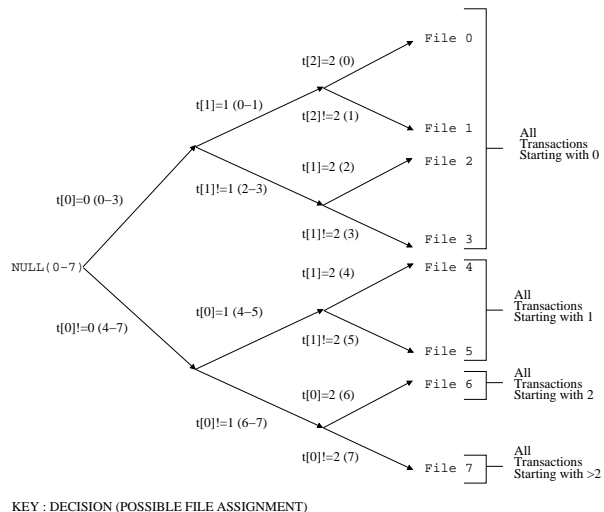 t[2]=2 (0)
File 0
t[1]=1 (0−1)
t[2]!=2 (1)
File 1
All
Transactions
Starting with 0
t[1]=2 (2)
File 2
t[1]!=1 (2−3)
t[0]=0 (0−3)
t[1]!=2 (3)
File 3
NULL(0−7)
t[1]=2 (4)
File 4
t[0]=1 (4−5)
All
Transactions
Starting with 1
t[0]!=0 (4−7)
t[1]!=2 (5)
File 5
t[0]=2 (6)
File 6
All
Transactions
Starting with 2
t[0]!=1 (6−7)
t[0]!=2 (7)
File 7
All
Transactions
Starting with >2
KEY : DECISION (POSSIBLE FILE ASSIGNMENT)